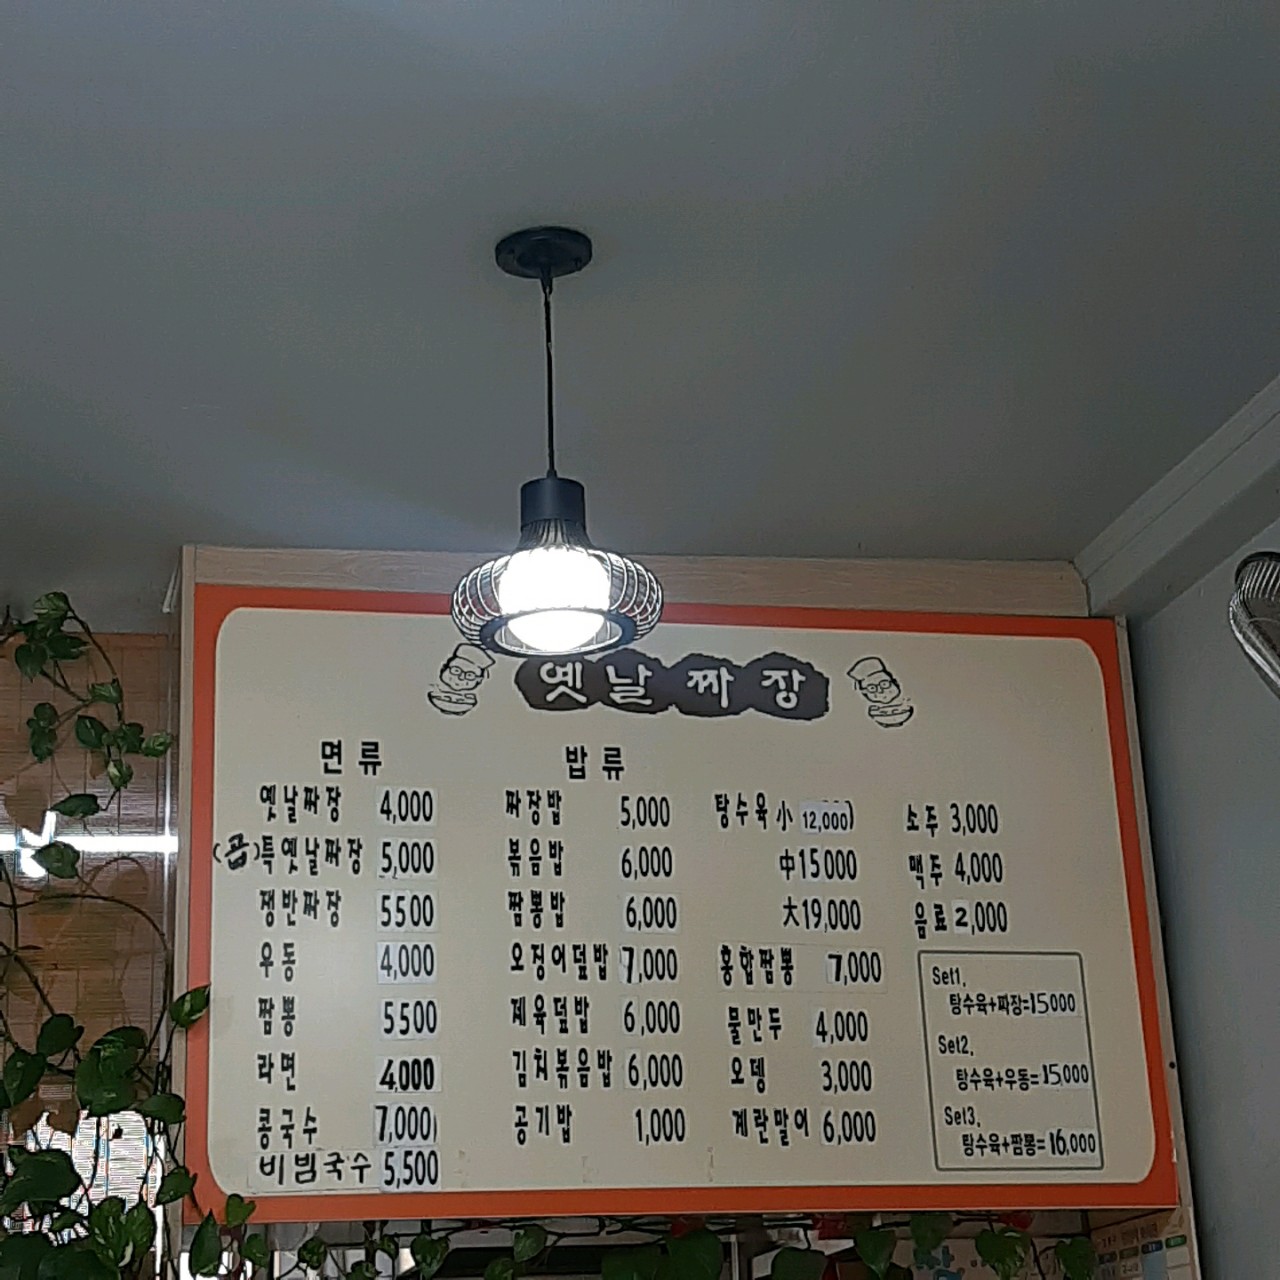 옛날짜장
면류
옛날짜장 4,000
(곱)특옛날짜장 5,000
쟁반짜장 5500
우동 4,000
짬뽕 5500
라면 4,000
콩국수 7,000
비빔국수 5,500
밥류
짜장밥 5,000
볶음밥 6,000
짬뽕밥 6,000
오징어덮밥 7,000
제육덮밥 6,000
김치볶음밥 6,000
공기밥 1,000
탕수육 小 12,000
中 15000
大 19,000
홍합짬뽕 7,000
물만두 4,000
오뎅 3,000
계란말이 6,000
소주 3,000
맥주 4,000
음료 2,000
Set1.
탕수육+짜장=15000
Set2.
탕수육+우동=15,000
Set3.
탕수육+짬뽕=16,000